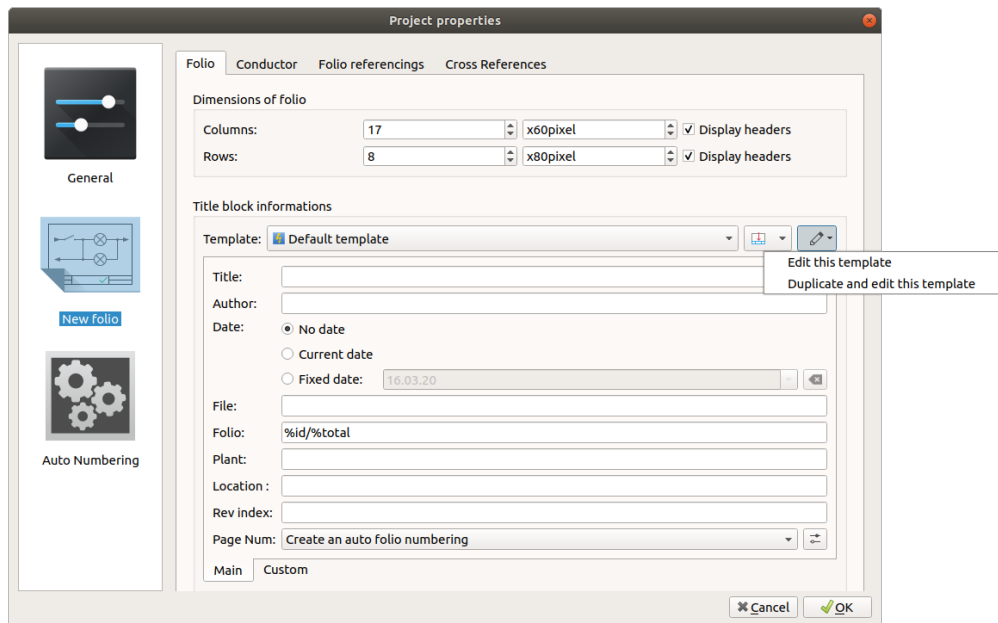 Project properties
General
New folio
Auto Numbering
Folio Conductor Folio referencings Cross References
Dimensions of folio
Columns: 17 x60pixel Display headers
Rows: 8 x80pixel Display headers
Title block informations
Template: Default template
Edit this template
Duplicate and edit this template
Title:
Author:
Date: No date
Current date
Fixed date: 16.03.20
File:
Folio: %id/%total
Plant:
Location :
Rev index:
Page Num: Create an auto folio numbering
Main Custom
Cancel OK